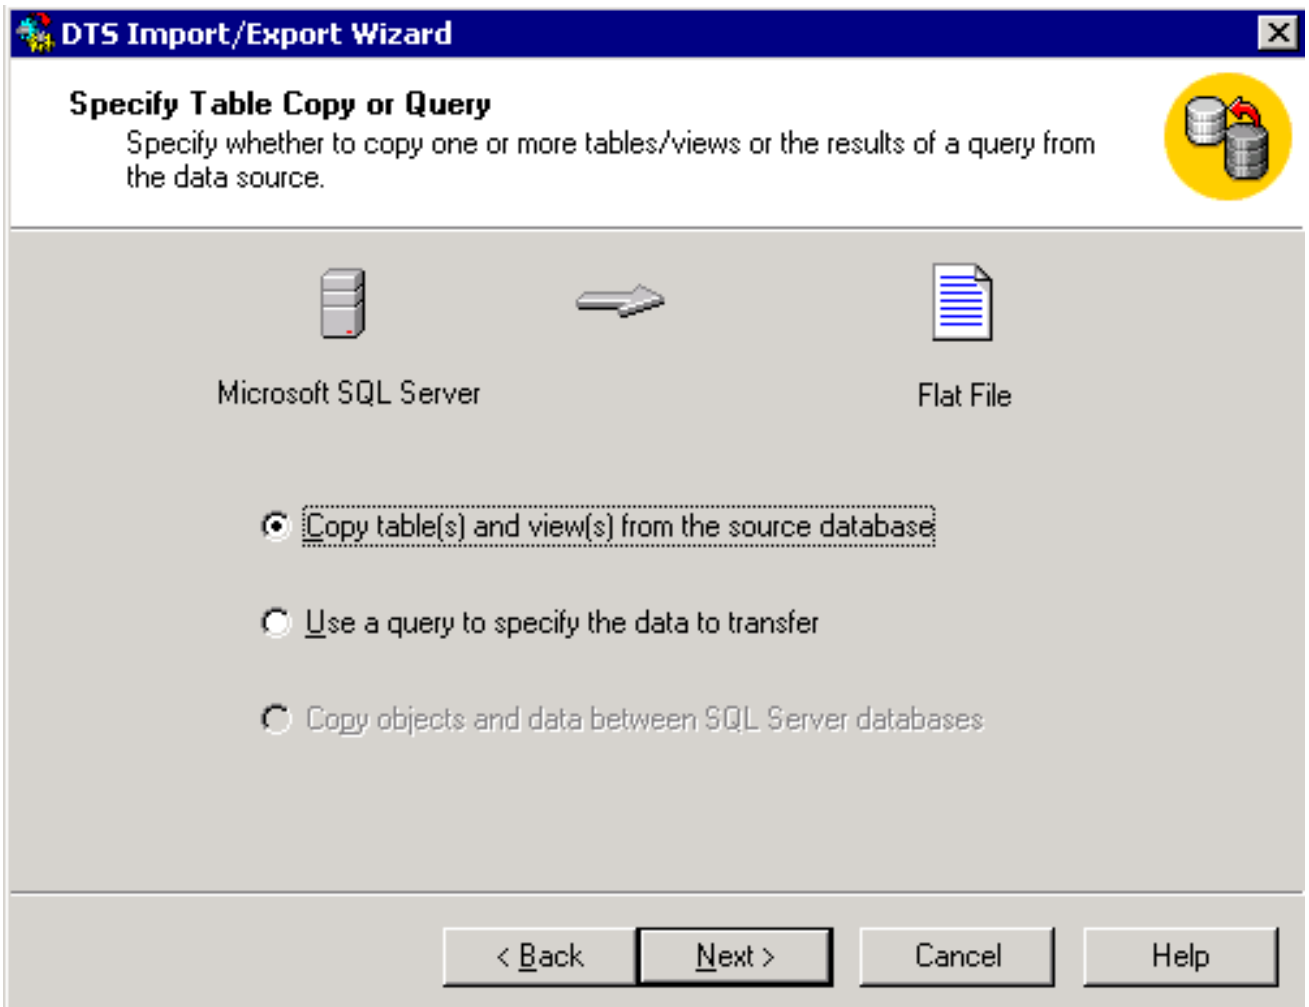 DTS Import/Export Wizard
Specify Table Copy or Query
Specify whether to copy one or more tables/views or the results of a query from
the data source.
Microsoft SQL Server
Flat File
Copy table(s) and view(s) from the source database
Use a query to specify the data to transfer
Copy objects and data between SQL Server databases
< Back
Next >
Cancel
Help